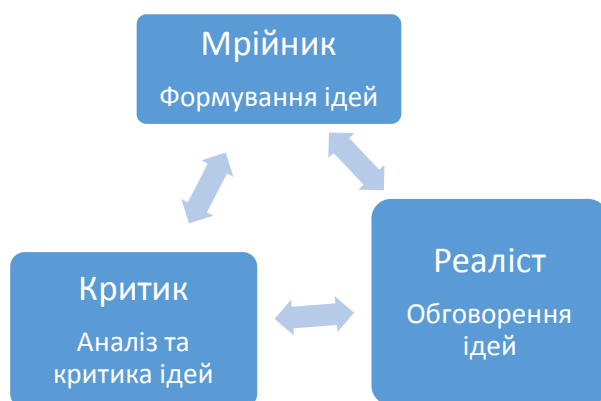 Мрійник
Формування ідей
Критик
Аналіз та
критика ідей
Реаліст
Обговорення
ідей